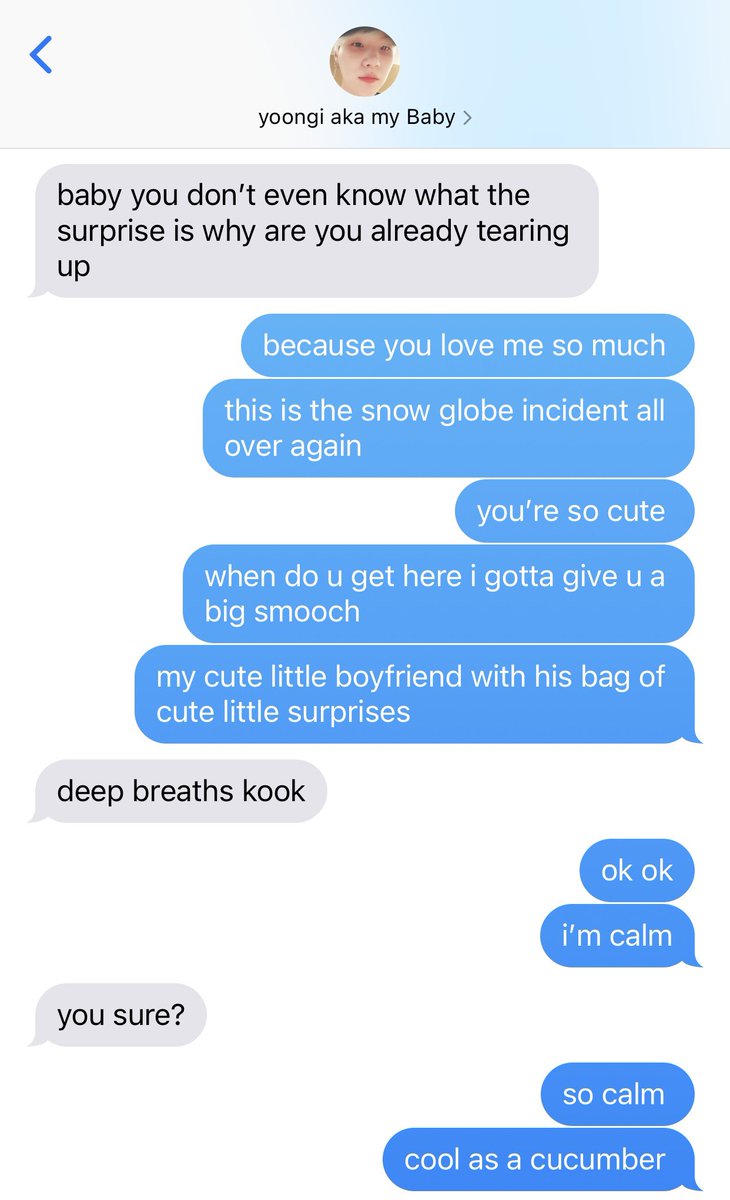 yoongi aka my Baby
baby you don’t even know what the
surprise is why are you already tearing
up
because you love me so much
this is the snow globe incident all
over again
you’re so cute
when do u get here i gotta give u a
big smooch
my cute little boyfriend with his bag of
cute little surprises
deep breaths kook
ok ok
i’m calm
you sure?
so calm
cool as a cucumber